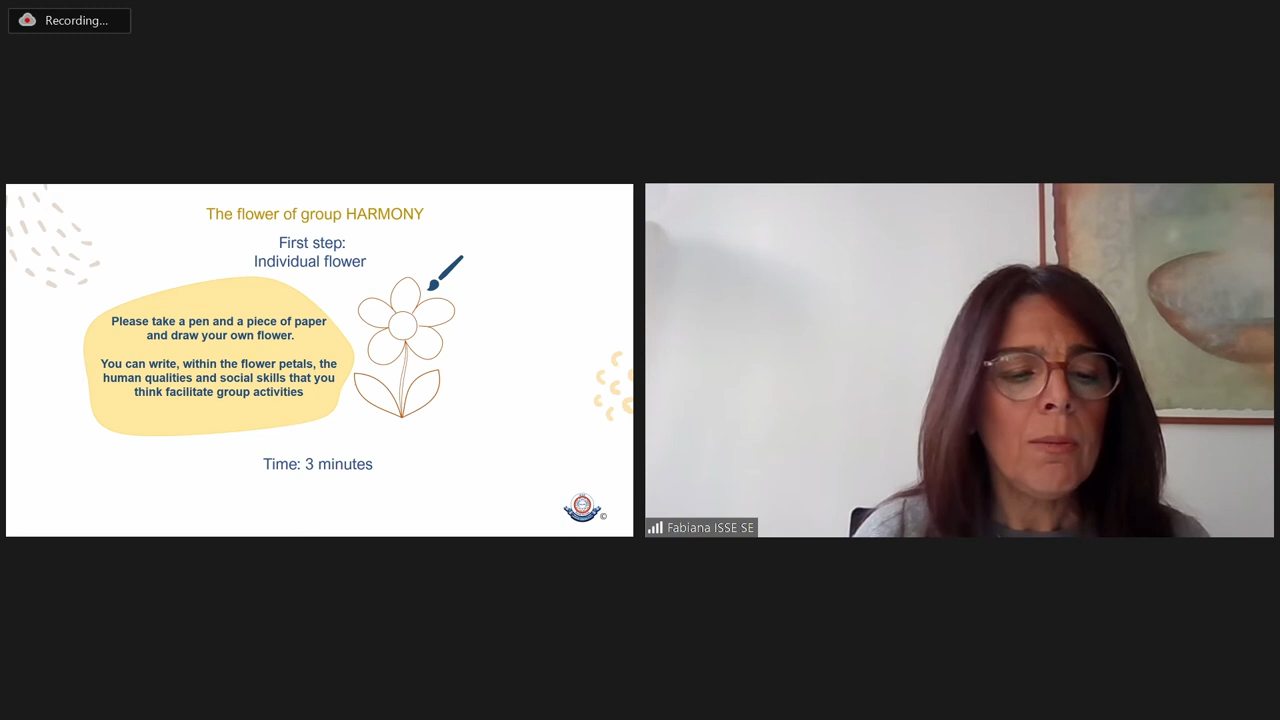 Recording...
The flower of group HARMONY
First step:
Individual flower
Please take a pen and a piece of paper
and draw your own flower.
You can write, within the flower petals, the
human qualities and social skills that you
think facilitate group activities
Time: 3 minutes
©
Fabiana ISSE SE